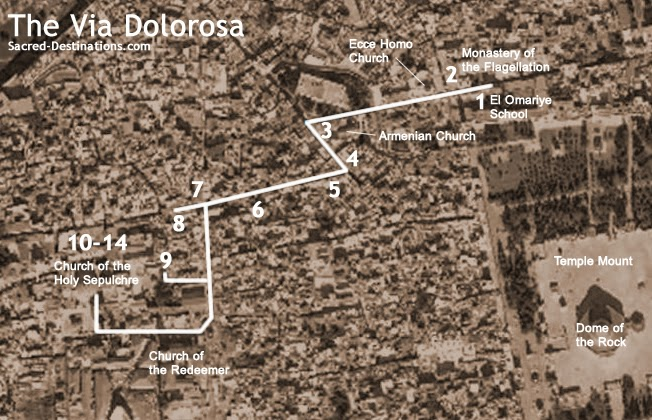 The Via Dolorosa
Sacred-Destinations.com
Ecce Homo
Church
2
Monastery of
the Flagellation
1
El Omariye
School
3
Armenian Church
4
5
6
7
8
9
10-14
Church of the
Holy Sepulchre
Church of
the Redeemer
Temple Mount
Dome of
the Rock